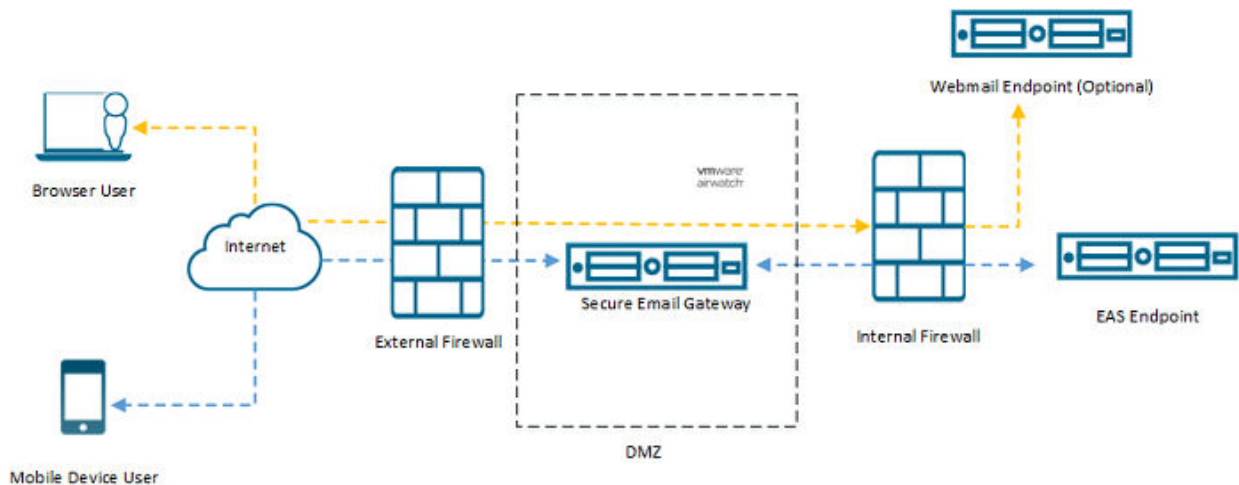 Webmail Endpoint (Optional)
vmware
airwatch
Browser User
Internet
Secure Email Gateway
EAS Endpoint
External Firewall
Internal Firewall
DMZ
Mobile Device User